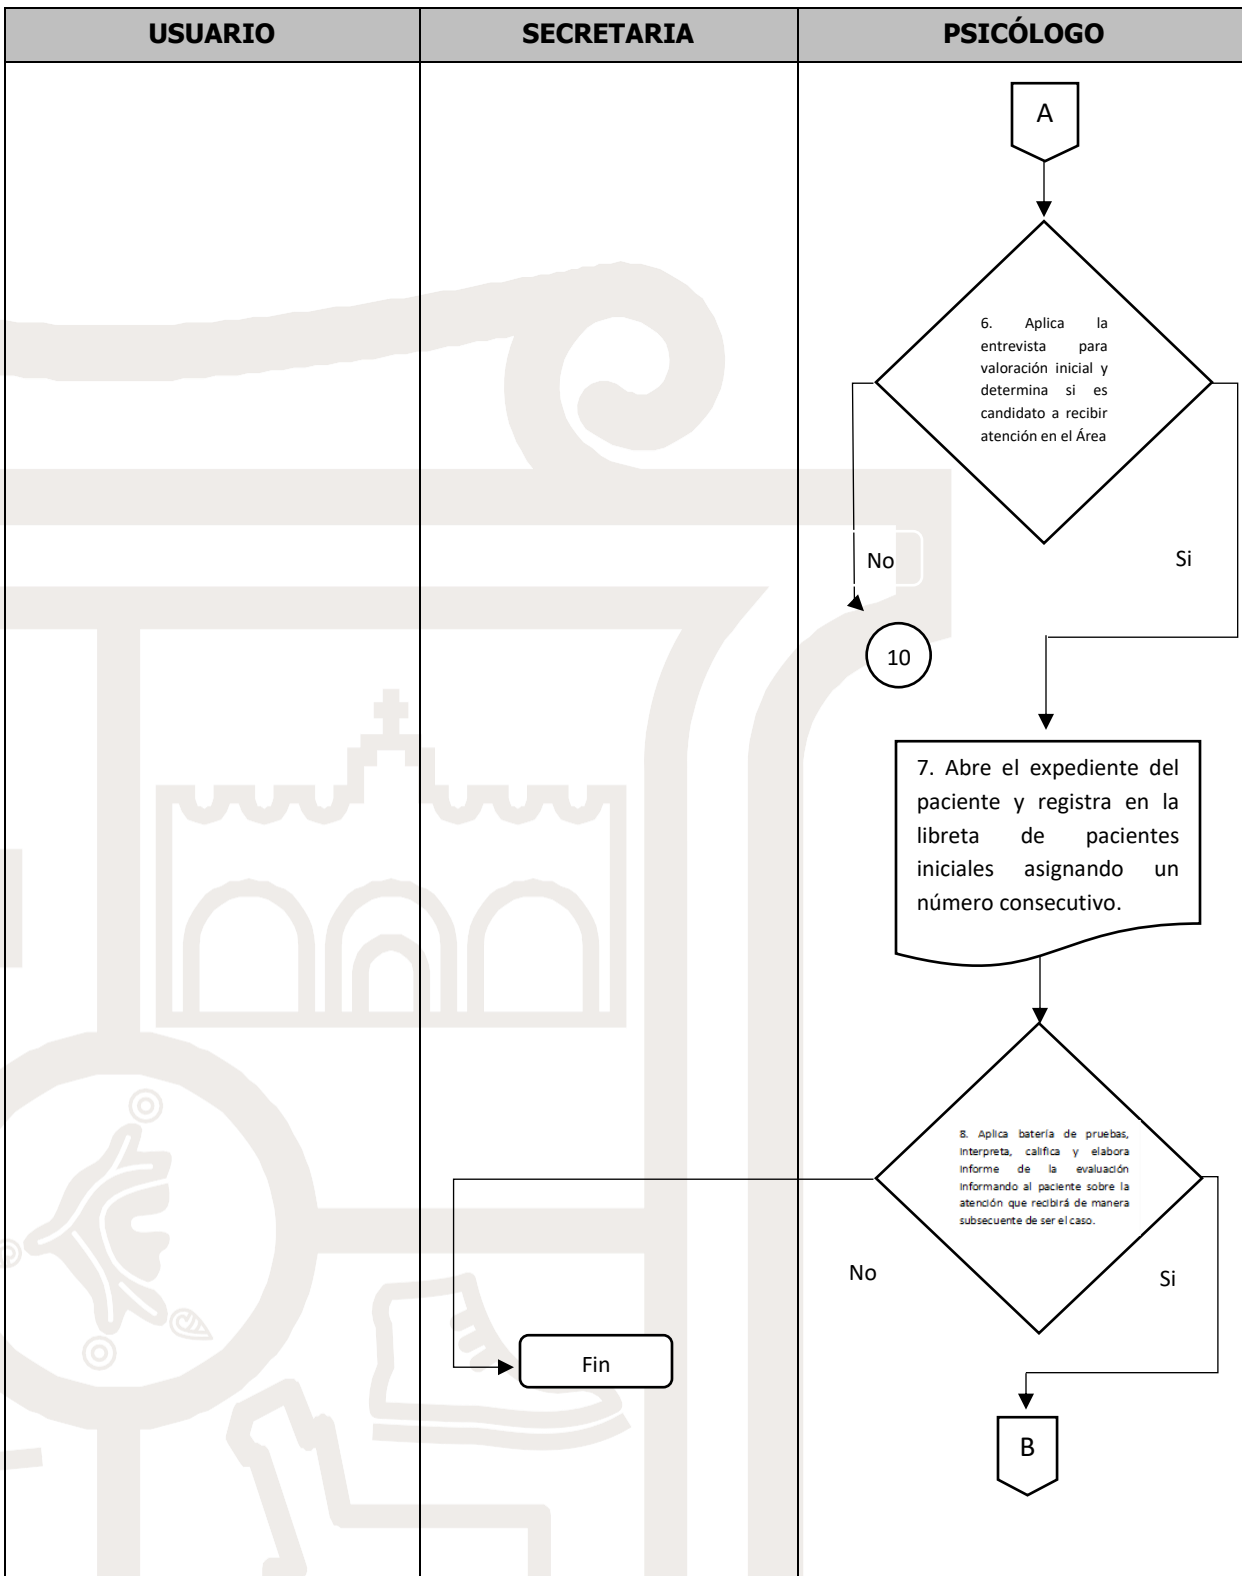 USUARIO
SECRETARIA
PSICÓLOGO
A
6. Aplica la
entrevista para
valoración inicial y
determina si es
candidato a recibir
atención en el Área
No
Si
10
7. Abre el expediente del
paciente y registra en la
libreta de pacientes
iniciales asignando un
número consecutivo.
8. Aplica batería de pruebas,
interpreta, califica y elabora
informe de la evaluación
informando al paciente sobre la
atención que recibirá de manera
subsecuente de ser el caso.
No
Si
Fin
B